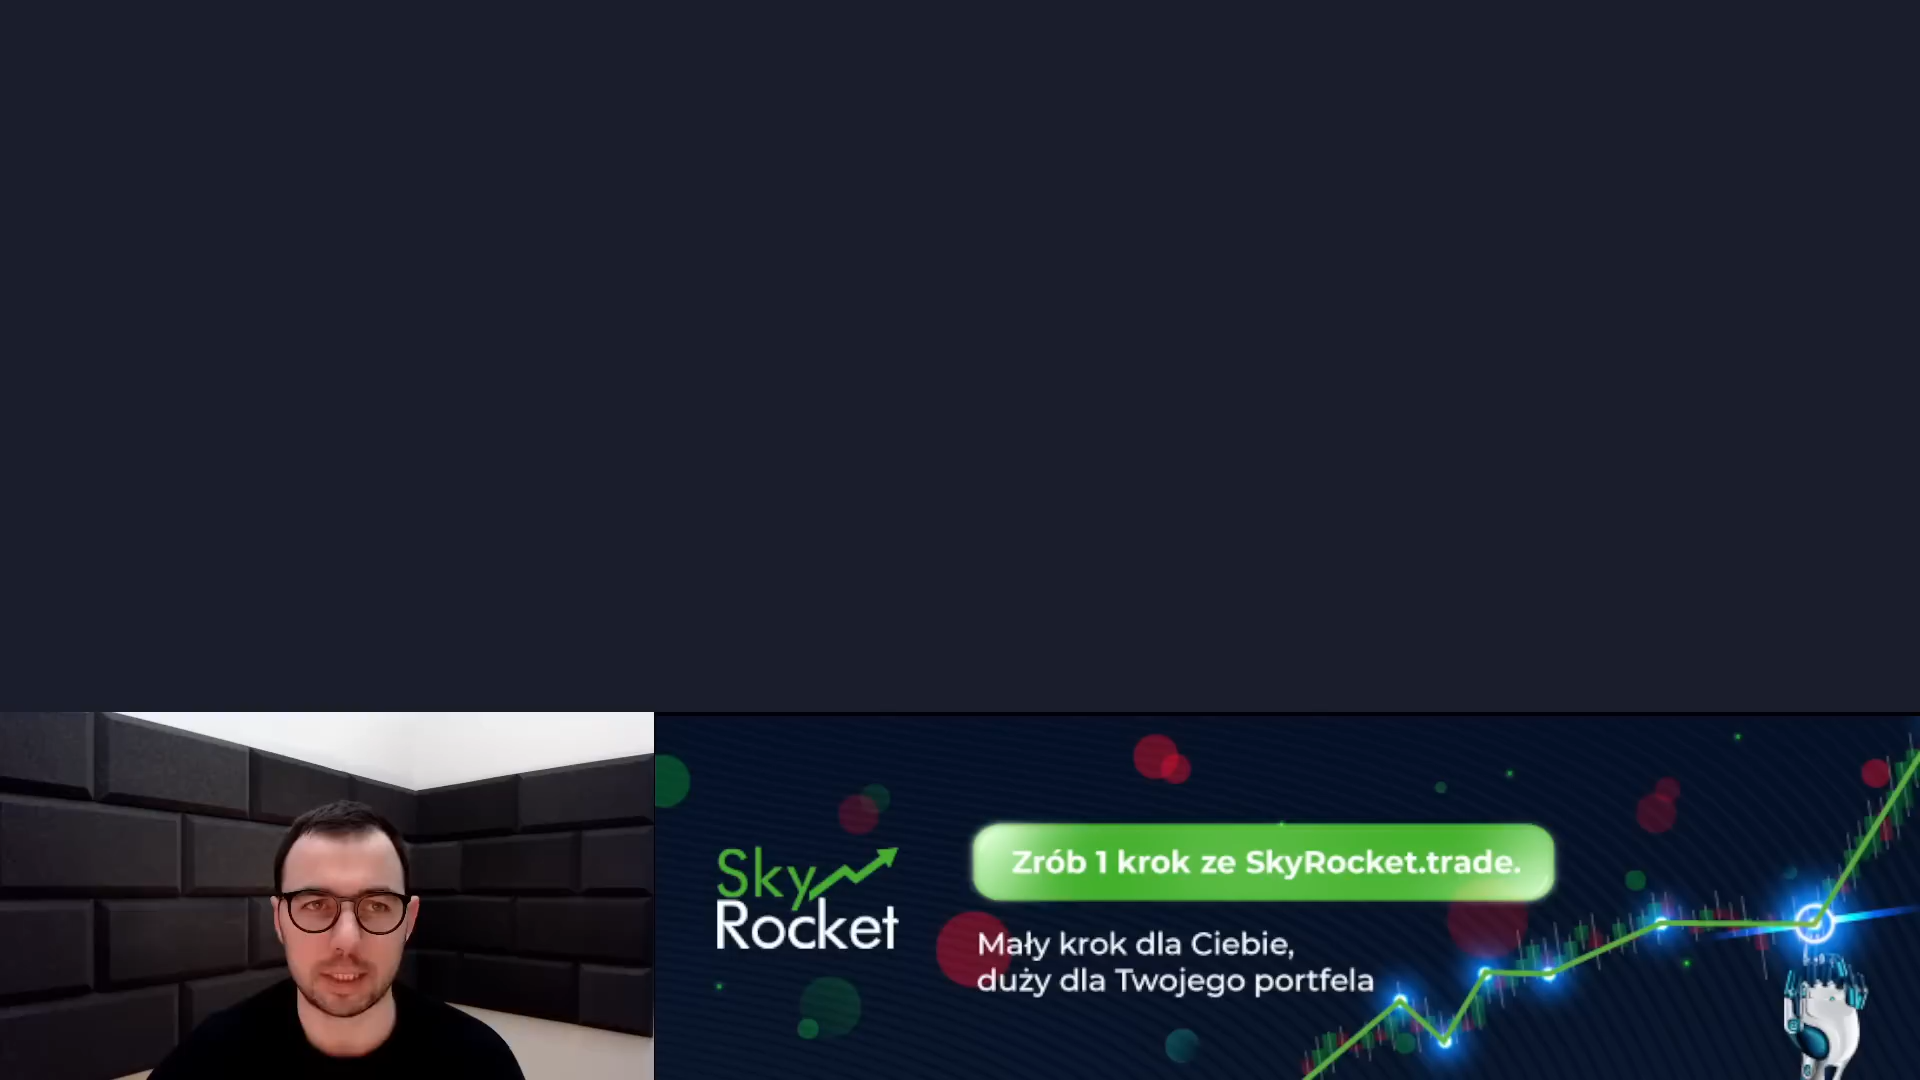 Sky
Rocket
Zrób 1 krok ze SkyRocket.trade.
Mały krok dla Ciebie,
duży dla Twojego portfela